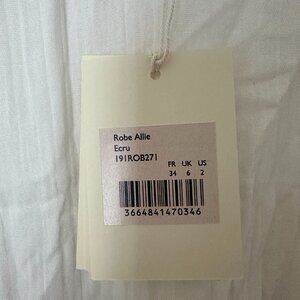 Robe Allie
Ecru
191ROB271
FR UK US
34 6 2
3664841470346